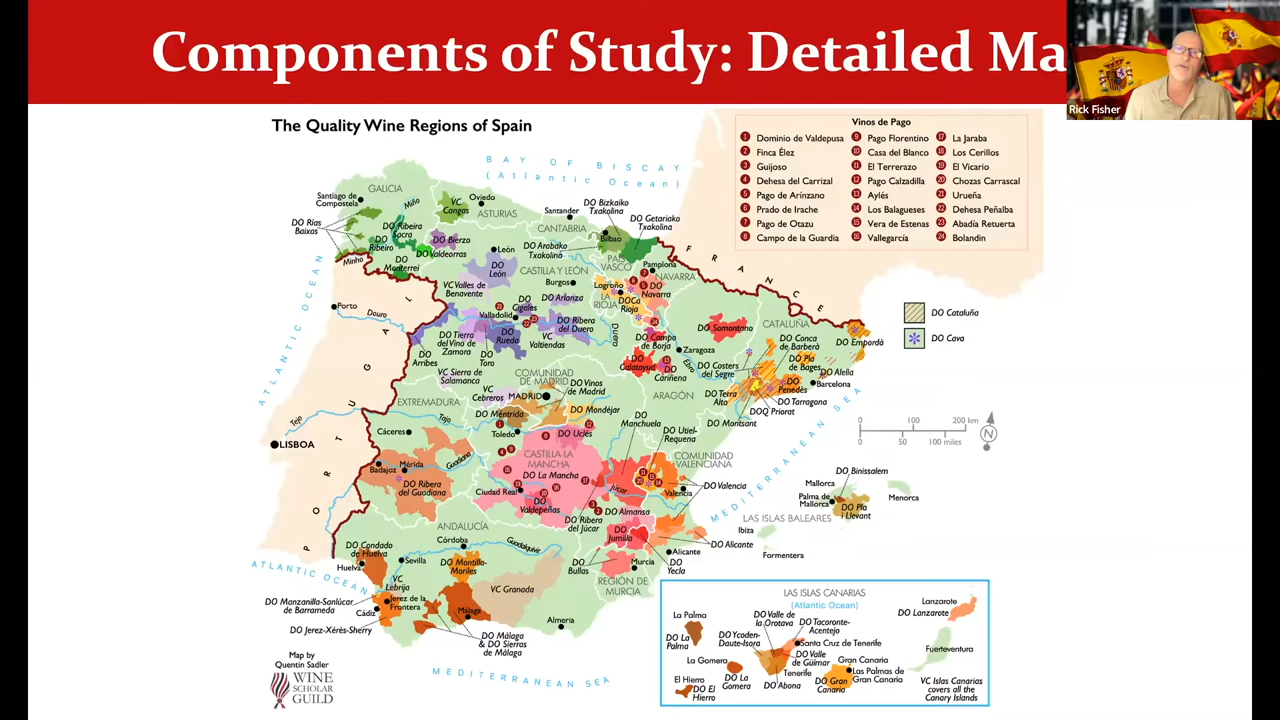 Components of Study: Detailed Ma
Rick Fisher
The Quality Wine Regions of Spain
Vinos de Pago
1 Dominio de Valdepusa
2 Finca Élez
3 Guijoso
4 Dehesa del Carrizal
5 Pago de Arínzano
6 Prado de Irache
7 Pago de Otazu
8 Campo de la Guardia
9 Pago Florentino
10 Casa del Blanco
11 El Terrerazo
12 Pago Calzadilla
13 Aylés
14 Los Balagueses
15 Vera de Estenas
16 Vallegarcía
17 La Jaraba
18 Los Cerillos
19 El Vicario
20 Chozas Carrascal
21 Urueña
22 Dehesa Peñalba
23 Abadía Retuerta
24 Bolandin
BAY OF BISCAY
(Atlantic Ocean)
GALICIA
Santiago de
Compostela
DO Rías
Baixas
Miño
DO Ribeira
Sacra
DO
Ribeiro
DO
Monterrei
DO
Valdeorras
DO Bierzo
Minho
VC
Cangas
Oviedo
ASTURIAS
Santander
CANTABRIA
DO Bizkaiko
Txakolina
DO Getariako
Txakolina
DO Arabako
Txakolina
Bilbao
PAÍS
VASCO
Pamplona
NAVARRA
DO
Navarra
Logroño
LA
RIOJA
DOCa
Rioja
FRANCE
León
DO
León
CASTILLA Y LEÓN
Burgos
VC Valles de
Benavente
DO
Cigales
DO Arlanza
Valladolid
DO Ribera
del Duero
Duero
VC
Valtiendas
DO
Rueda
DO
Toro
DO Tierra
del Vino de
Zamora
DO
Arribes
VC Sierra de
Salamanca
VC
Cebreros
Porto
Douro
ATLANTIC OCEAN
PORTUGAL
Tejo
LISBOA
DO Campo
de Borja
DO
Calatayud
DO
Cariñena
Zaragoza
Ebro
DO Somontano
ARAGÓN
CATALUÑA
DO Conca
de Barberà
DO Pla
de Bages
DO Empordà
DO Alella
Barcelona
DO
Penedès
DO Costers
del Segre
DO Terra
Alta
DO Tarragona
DOQ Priorat
DO Montsant
DO Cataluña
DO Cava
0 100 200 km
0 50 100 miles
N
COMUNIDAD
DE MADRID
MADRID
DO Vinos
de Madrid
DO Mondéjar
DO Méntrida
Toledo
DO Uclés
EXTREMADURA
Tajo
Cáceres
Badajoz
Mérida
Guadiana
DO Ribera
del Guadiana
CASTILLA-LA
MANCHA
DO La Mancha
Ciudad Real
DO
Valdepeñas
DO
Manchuela
DO Utiel-
Requena
COMUNIDAD
VALENCIANA
DO Valencia
Valencia
Júcar
DO Almansa
DO Ribera
del Júcar
DO
Jumilla
DO Alicante
Alicante
DO
Yecla
DO
Bullas
Murcia
REGIÓN DE
MURCIA
MEDITERRANEAN SEA
DO Binissalem
Mallorca
Palma de
Mallorca
DO Pla
i Llevant
Menorca
LAS ISLAS BALEARES
Ibiza
Formentera
ANDALUCÍA
Córdoba
Guadalquivir
DO Condado
de Huelva
Huelva
Sevilla
VC
Lebrija
DO Montilla-
Moriles
VC Granada
DO Manzanilla-Sanlúcar
de Barrameda
Jerez de la
Frontera
Cádiz
DO Jerez-Xérès-Sherry
Málaga
Almeria
DO Málaga
& DO Sierras
de Málaga
ATLANTIC OCEAN
MEDITERRANEAN SEA
LAS ISLAS CANARIAS
(Atlantic Ocean)
La Palma
DO La
Palma
DO Ycoden-
Daute-Isora
DO Valle de
la Orotava
DO Tacoronte-
Acentejo
Santa Cruz de Tenerife
DO Valle
de Güímar
Tenerife
DO Abona
La Gomera
DO La
Gomera
El Hierro
DO El
Hierro
Gran Canaria
Las Palmas de
Gran Canaria
DO Gran
Canaria
Lanzarote
DO Lanzarote
Fuerteventura
VC Islas Canarias
covers all the
Canary Islands
Map by
Quentin Sadler
WINE
SCHOLAR
GUILD